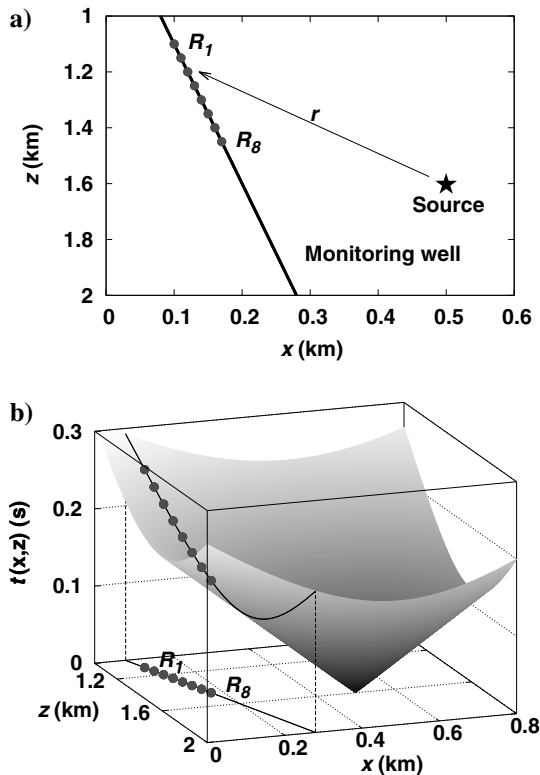 a)
1
1.2
1.4
1.6
1.8
2
z (km)
R1
R8
r
Source
Monitoring well
0 0.1 0.2 0.3 0.4 0.5 0.6
x (km)
b)
0.3
0.2
0.1
0
t(x,z) (s)
R1
R8
1.2
1.6
2
z (km)
0 0.2 0.4 0.6 0.8
x (km)